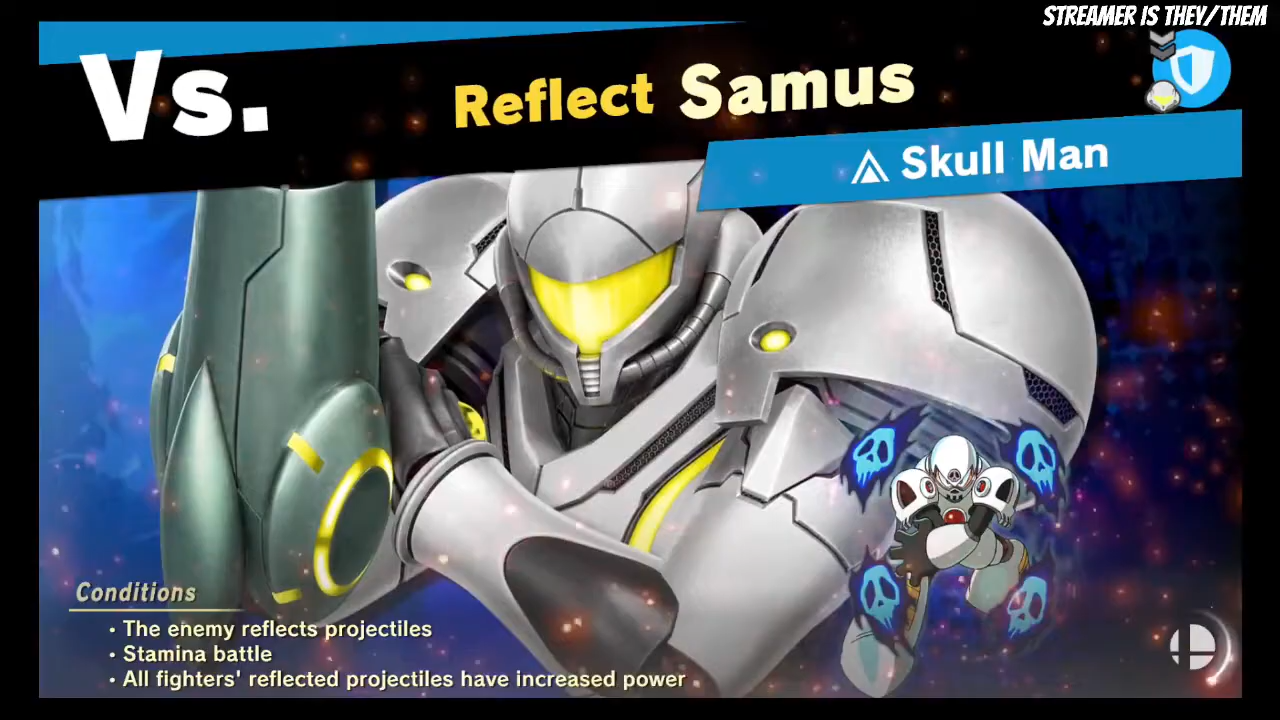 STREAMER IS THEY/THEM
Vs. Reflect Samus
Skull Man
Conditions
• The enemy reflects projectiles
• Stamina battle
• All fighters' reflected projectiles have increased power